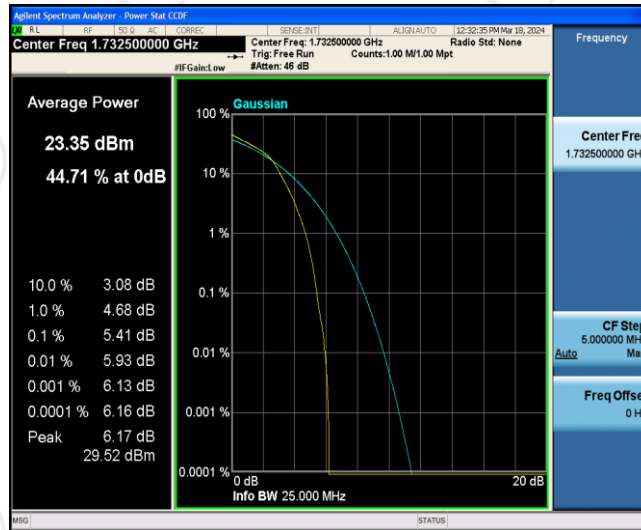 Agilent Spectrum Analyzer - Power Stat CCDF
RL RF 50 Ω AC CORREC SENSE:INT ALIGNAUTO 12:32:35 PM Mar 18, 2024
Center Freq 1.732500000 GHz
Center Freq: 1.732500000 GHz Radio Std: None
Trig: Free Run Counts:1.00 M/1.00 Mpt
#IFGain:Low #Atten: 46 dB
Frequency
Average Power
23.35 dBm
44.71 % at 0dB
10.0 % 3.08 dB
1.0 % 4.68 dB
0.1 % 5.41 dB
0.01 % 5.93 dB
0.001 % 6.13 dB
0.0001 % 6.16 dB
Peak 6.17 dB
29.52 dBm
Gaussian
100 %
10 %
1 %
0.1 %
0.01 %
0.001 %
0.0001 %
0 dB 20 dB
Info BW 25.000 MHz
Center Fre
1.732500000 GH
CF Step
5.000000 MH
Auto Ma
Freq Offse
0 H
MSG STATUS